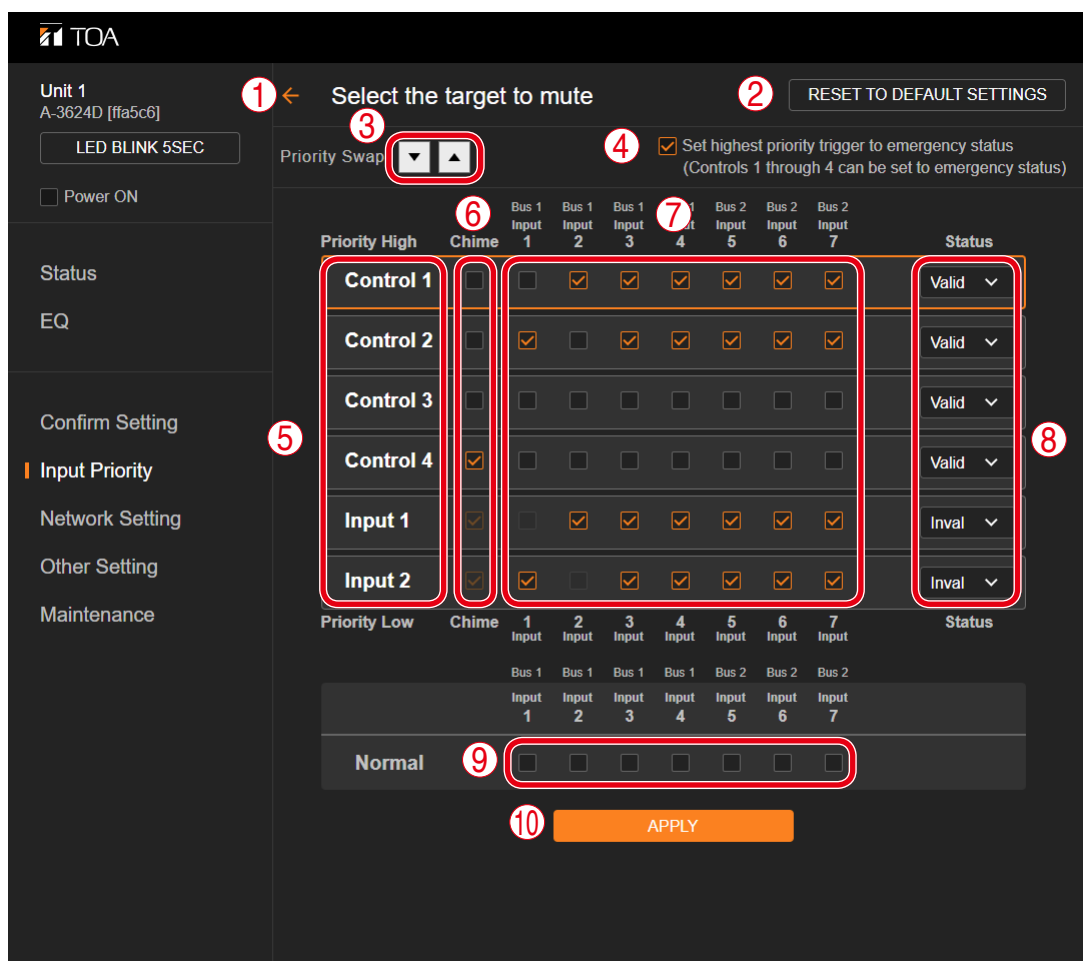 TOA
Unit 1
A-3624D [ffa5c6]
LED BLINK 5SEC
Power ON
Status
EQ
Confirm Setting
Input Priority
Network Setting
Other Setting
Maintenance
1
Select the target to mute
2
RESET TO DEFAULT SETTINGS
3
Priority Swap
4
Set highest priority trigger to emergency status
(Controls 1 through 4 can be set to emergency status)
6
7
Bus 1 Bus 1 Bus 1 Bus 2 Bus 2 Bus 2
Input Input Input Input Input Input
Priority High Chime 1 2 3 4 5 6 7 Status
Control 1 Valid
Control 2 Valid
Control 3 Valid
5
8
Control 4 Valid
Input 1 Inval
Input 2 Inval
Priority Low Chime 1 2 3 4 5 6 7 Status
Input Input Input Input Input Input Input
Bus 1 Bus 1 Bus 1 Bus 1 Bus 2 Bus 2 Bus 2
Input Input Input Input Input Input Input
1 2 3 4 5 6 7
Normal
9
10
APPLY